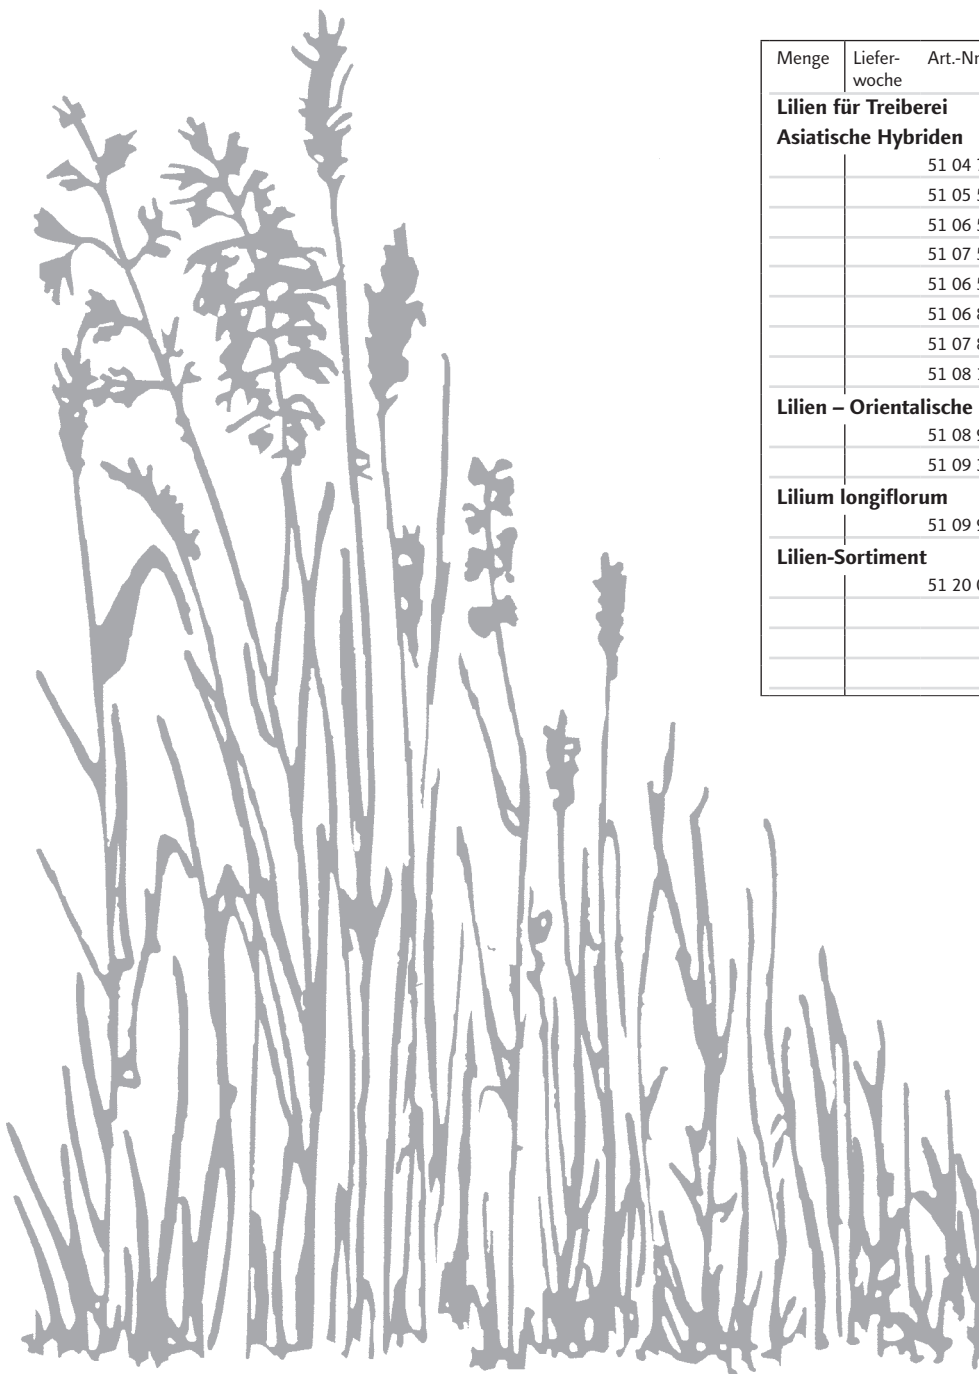 Menge Liefer- Art.-Nr
woche
Lilien für Treiberei
Asiatische Hybriden
51 04
51 05
51 06
51 07
51 06
51 06
51 07
51 08
Lilien – Orientalische
51 08
51 09
Lilium longiflorum
51 09
Lilien-Sortiment
51 20